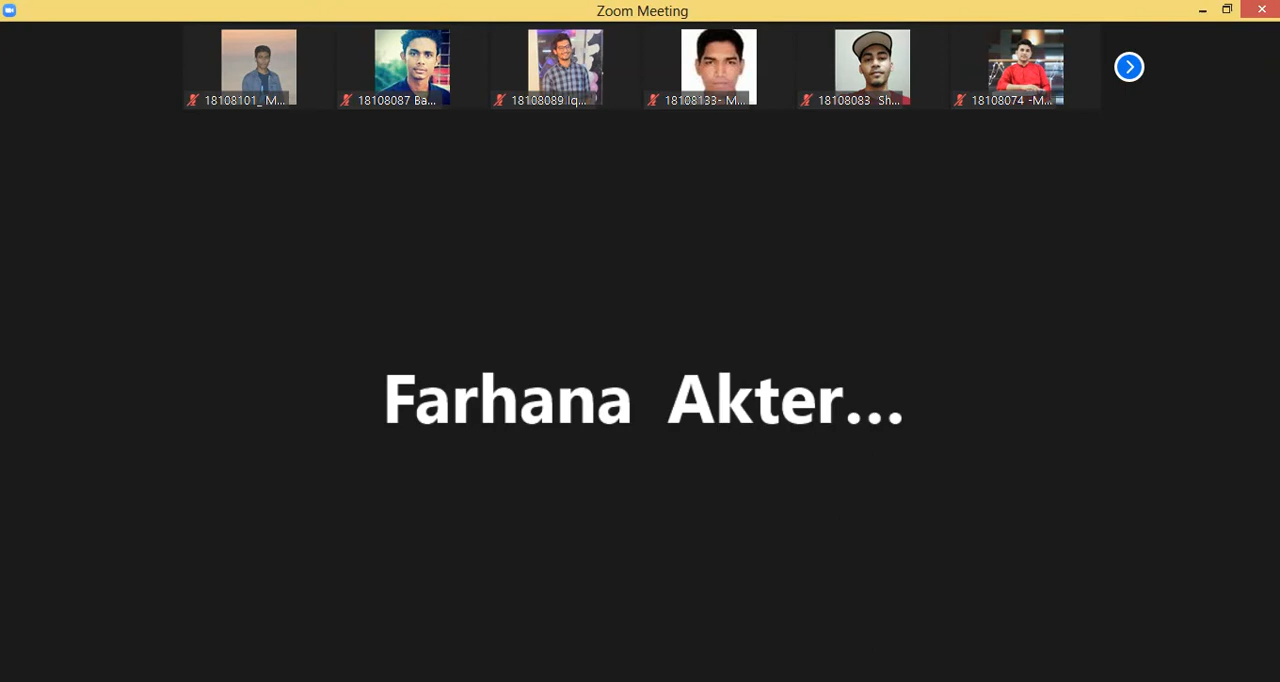 Zoom Meeting
18108101_ M...
18108087 Ba...
18108089 Iq...
18108133- M...
18108083 Sh...
18108074 -M...
Farhana Akter...